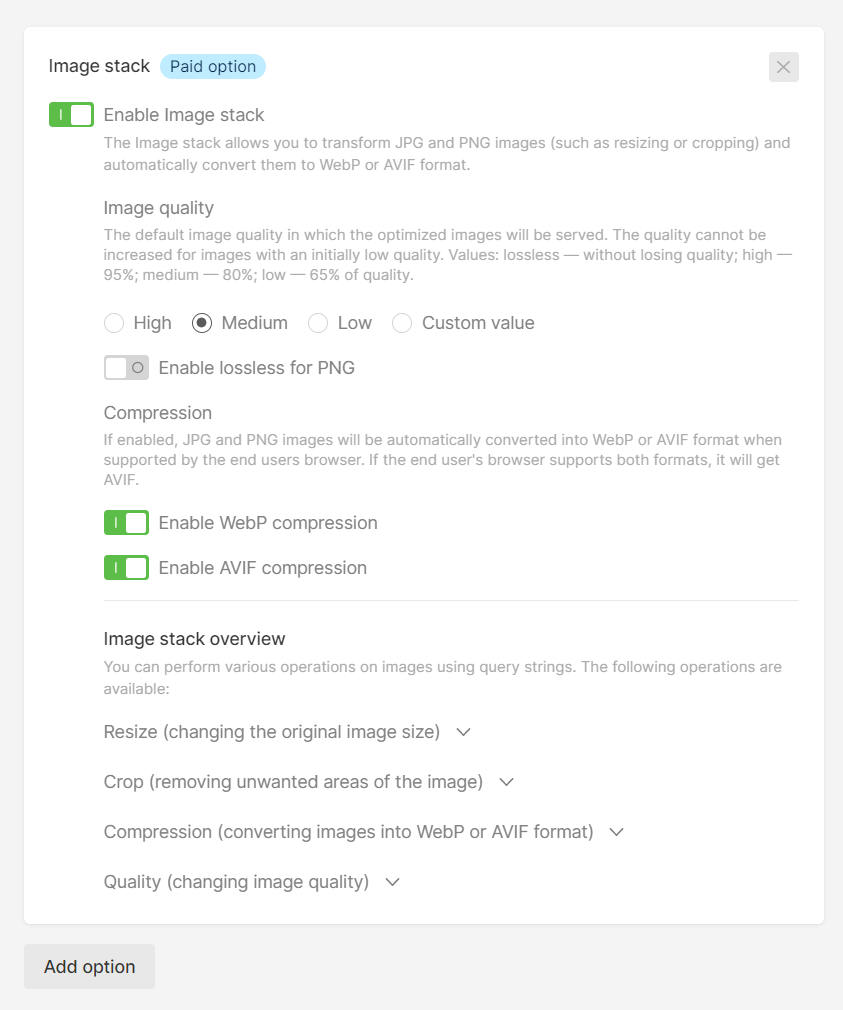 Image stack Paid option
Enable Image stack
The Image stack allows you to transform JPG and PNG images (such as resizing or cropping) and
automatically convert them to WebP or AVIF format.
Image quality
The default image quality in which the optimized images will be served. The quality cannot be
increased for images with an initially low quality. Values: lossless — without losing quality; high —
95%; medium — 80%; low — 65% of quality.
High Medium Low Custom value
Enable lossless for PNG
Compression
If enabled, JPG and PNG images will be automatically converted into WebP or AVIF format when
supported by the end users browser. If the end user's browser supports both formats, it will get
AVIF.
Enable WebP compression
Enable AVIF compression
Image stack overview
You can perform various operations on images using query strings. The following operations are
available:
Resize (changing the original image size)
Crop (removing unwanted areas of the image)
Compression (converting images into WebP or AVIF format)
Quality (changing image quality)
Add option